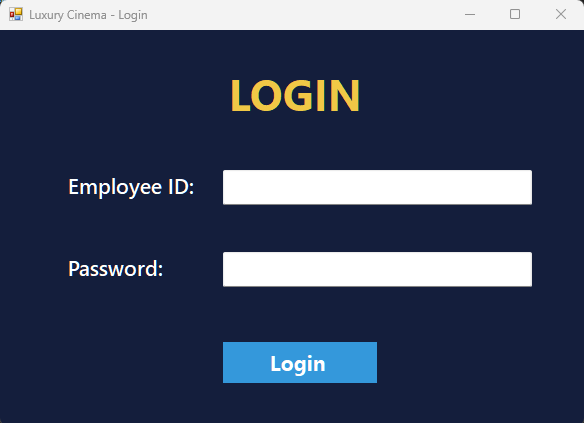 Luxury Cinema - Login
LOGIN
Employee ID:
Password:
Login